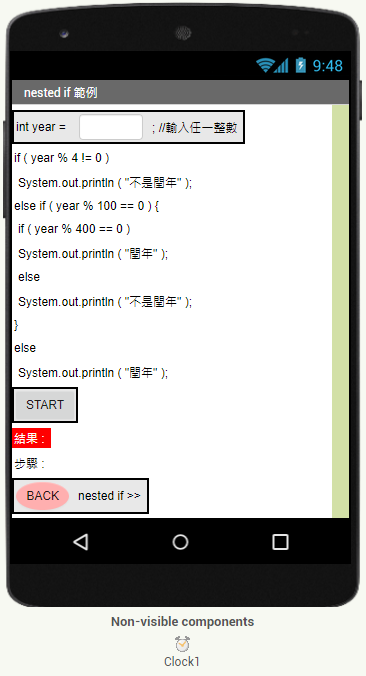 9:48
nested if 範例
int year = ; //輸入任一整數
if ( year % 4 != 0 )
System.out.println ( "不是閏年" );
else if ( year % 100 == 0 ) {
if ( year % 400 == 0 )
System.out.println ( "閏年" );
else
System.out.println ( "不是閏年" );
}
else
System.out.println ( "閏年" );
START
結果 :
步驟 :
BACK nested if >>
Non-visible components
Clock1